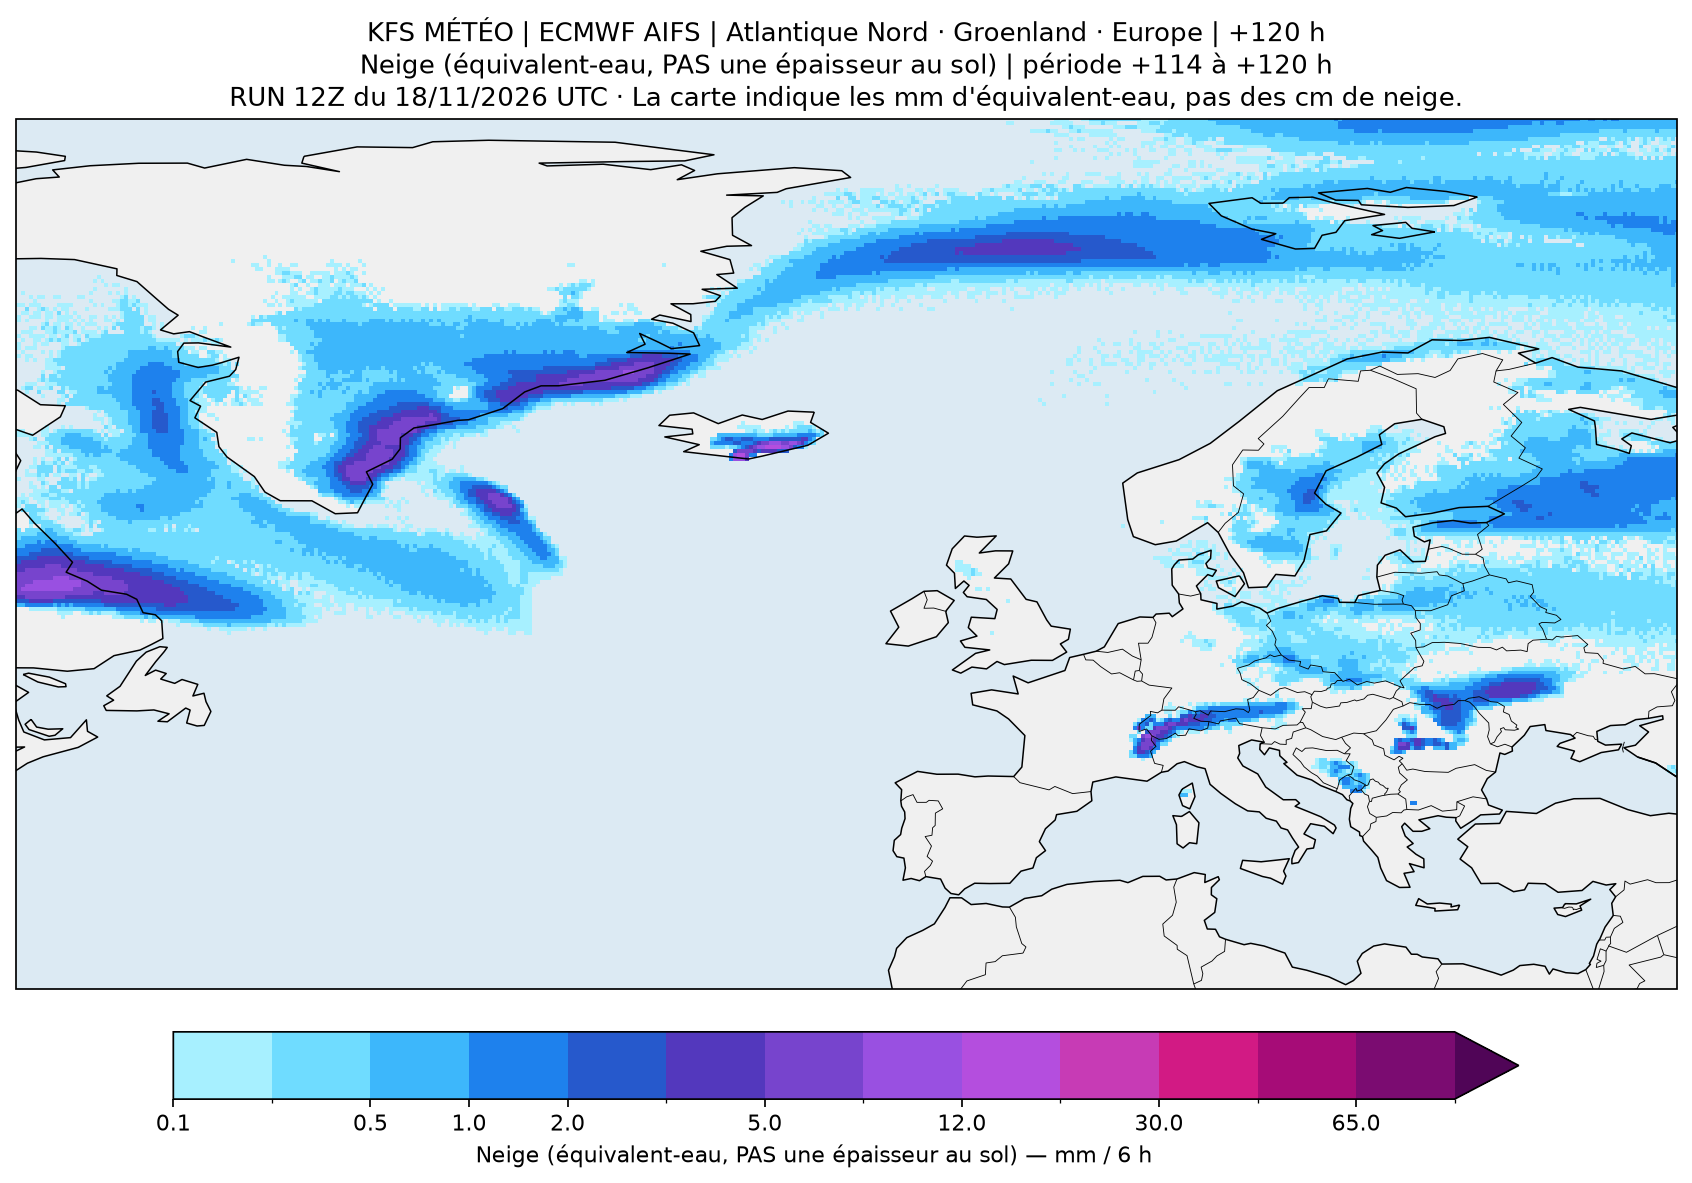 KFS MÉTÉO | ECMWF AIFS | Atlantique Nord · Groenland · Europe | +120 h
Neige (équivalent-eau, PAS une épaisseur au sol) | période +114 à +120 h
RUN 12Z du 18/11/2026 UTC · La carte indique les mm d'équivalent-eau, pas des cm de neige.
0.1 0.5 1.0 2.0 5.0 12.0 30.0 65.0
Neige (équivalent-eau, PAS une épaisseur au sol) — mm / 6 h